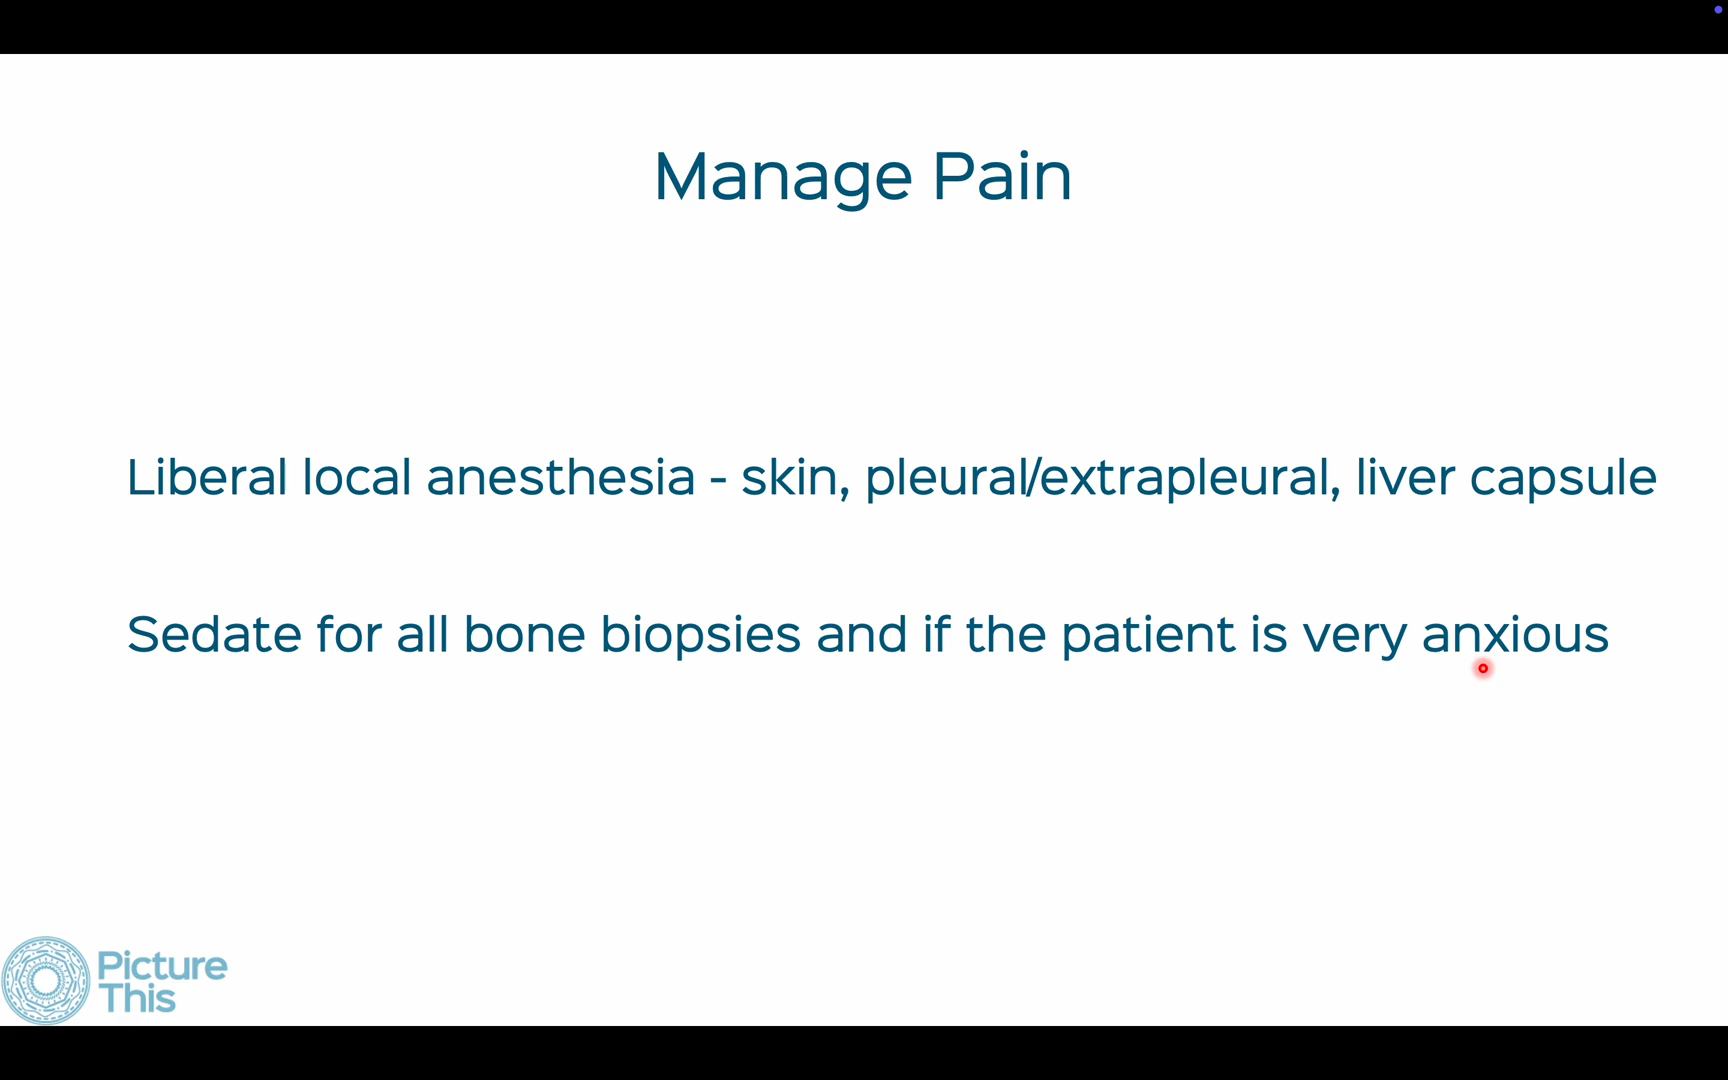 Manage Pain
Liberal local anesthesia - skin, pleural/extrapleural, liver capsule
Sedate for all bone biopsies and if the patient is very anxious
Picture
This